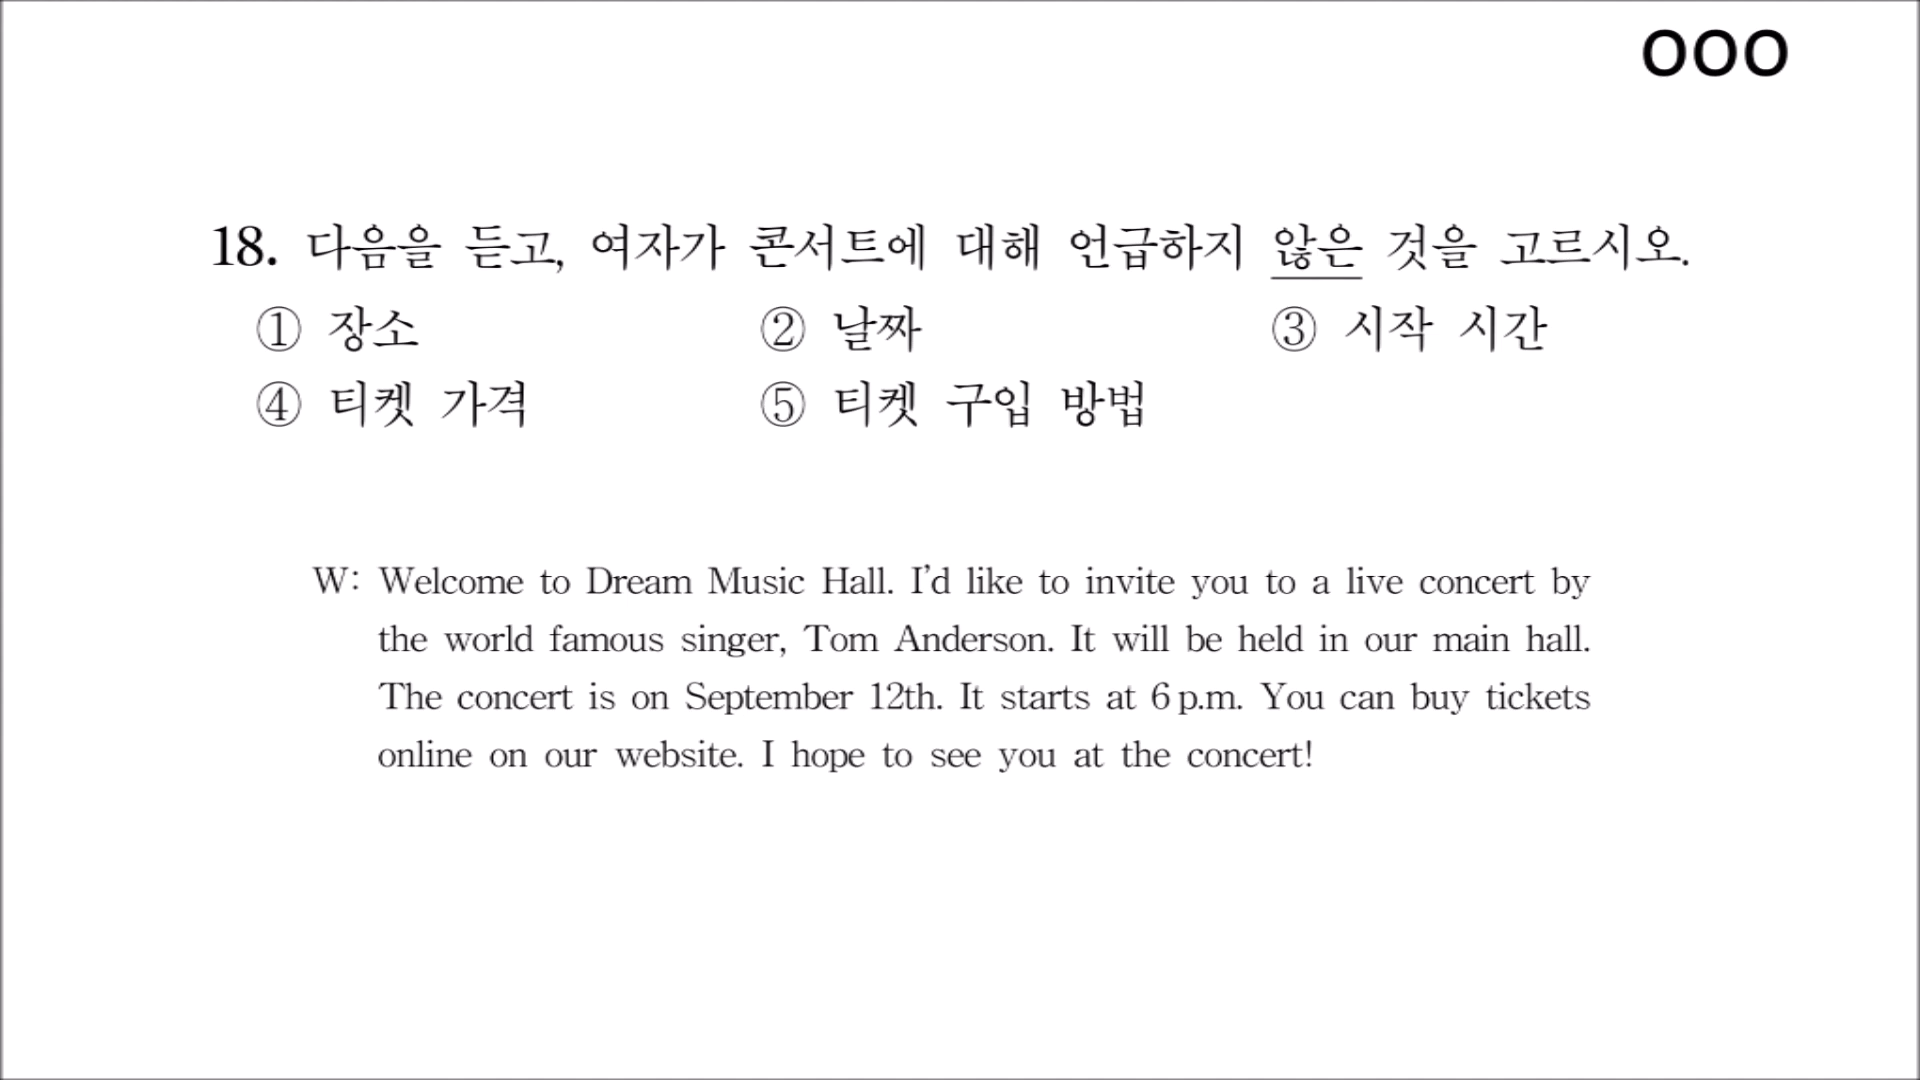 OOO
18. 다음을 듣고, 여자가 콘서트에 대해 언급하지 않은 것을 고르시오.
① 장소 ② 날짜 ③ 시작 시간
④ 티켓 가격 ⑤ 티켓 구입 방법
W: Welcome to Dream Music Hall. I'd like to invite you to a live concert by
the world famous singer, Tom Anderson. It will be held in our main hall.
The concert is on September 12th. It starts at 6 p.m. You can buy tickets
online on our website. I hope to see you at the concert!